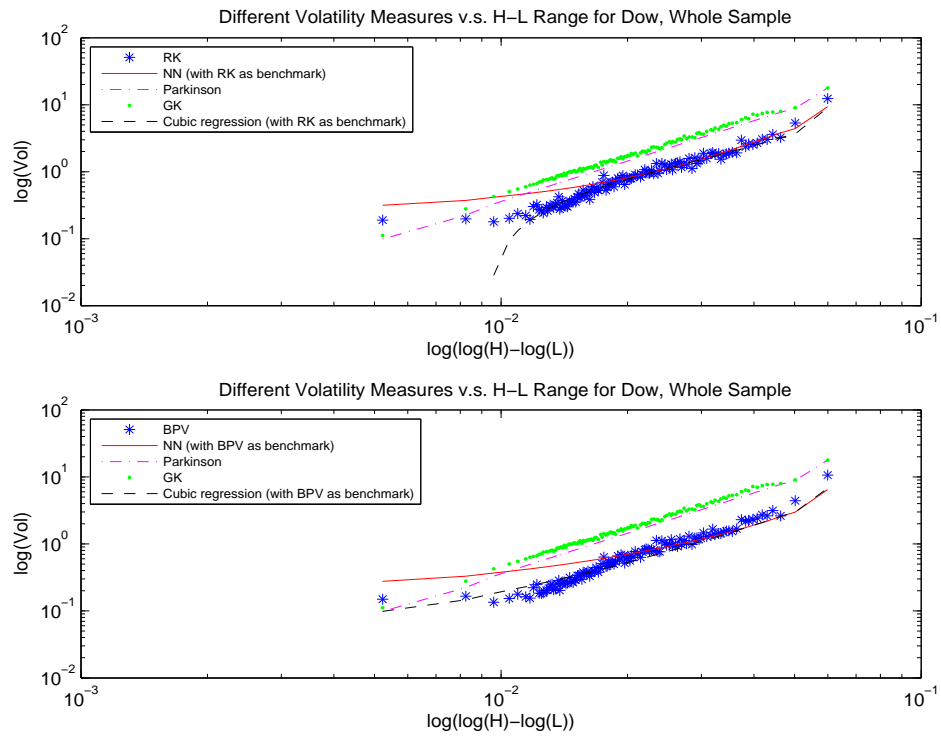 Different Volatility Measures v.s. H−L Range for Dow, Whole Sample
10^2
10^1
10^0
10^−1
10^−2
log(Vol)
RK
NN (with RK as benchmark)
Parkinson
GK
Cubic regression (with RK as benchmark)
10^−3
10^−2
10^−1
log(log(H)−log(L))
Different Volatility Measures v.s. H−L Range for Dow, Whole Sample
10^2
10^1
10^0
10^−1
10^−2
log(Vol)
BPV
NN (with BPV as benchmark)
Parkinson
GK
Cubic regression (with BPV as benchmark)
10^−3
10^−2
10^−1
log(log(H)−log(L))